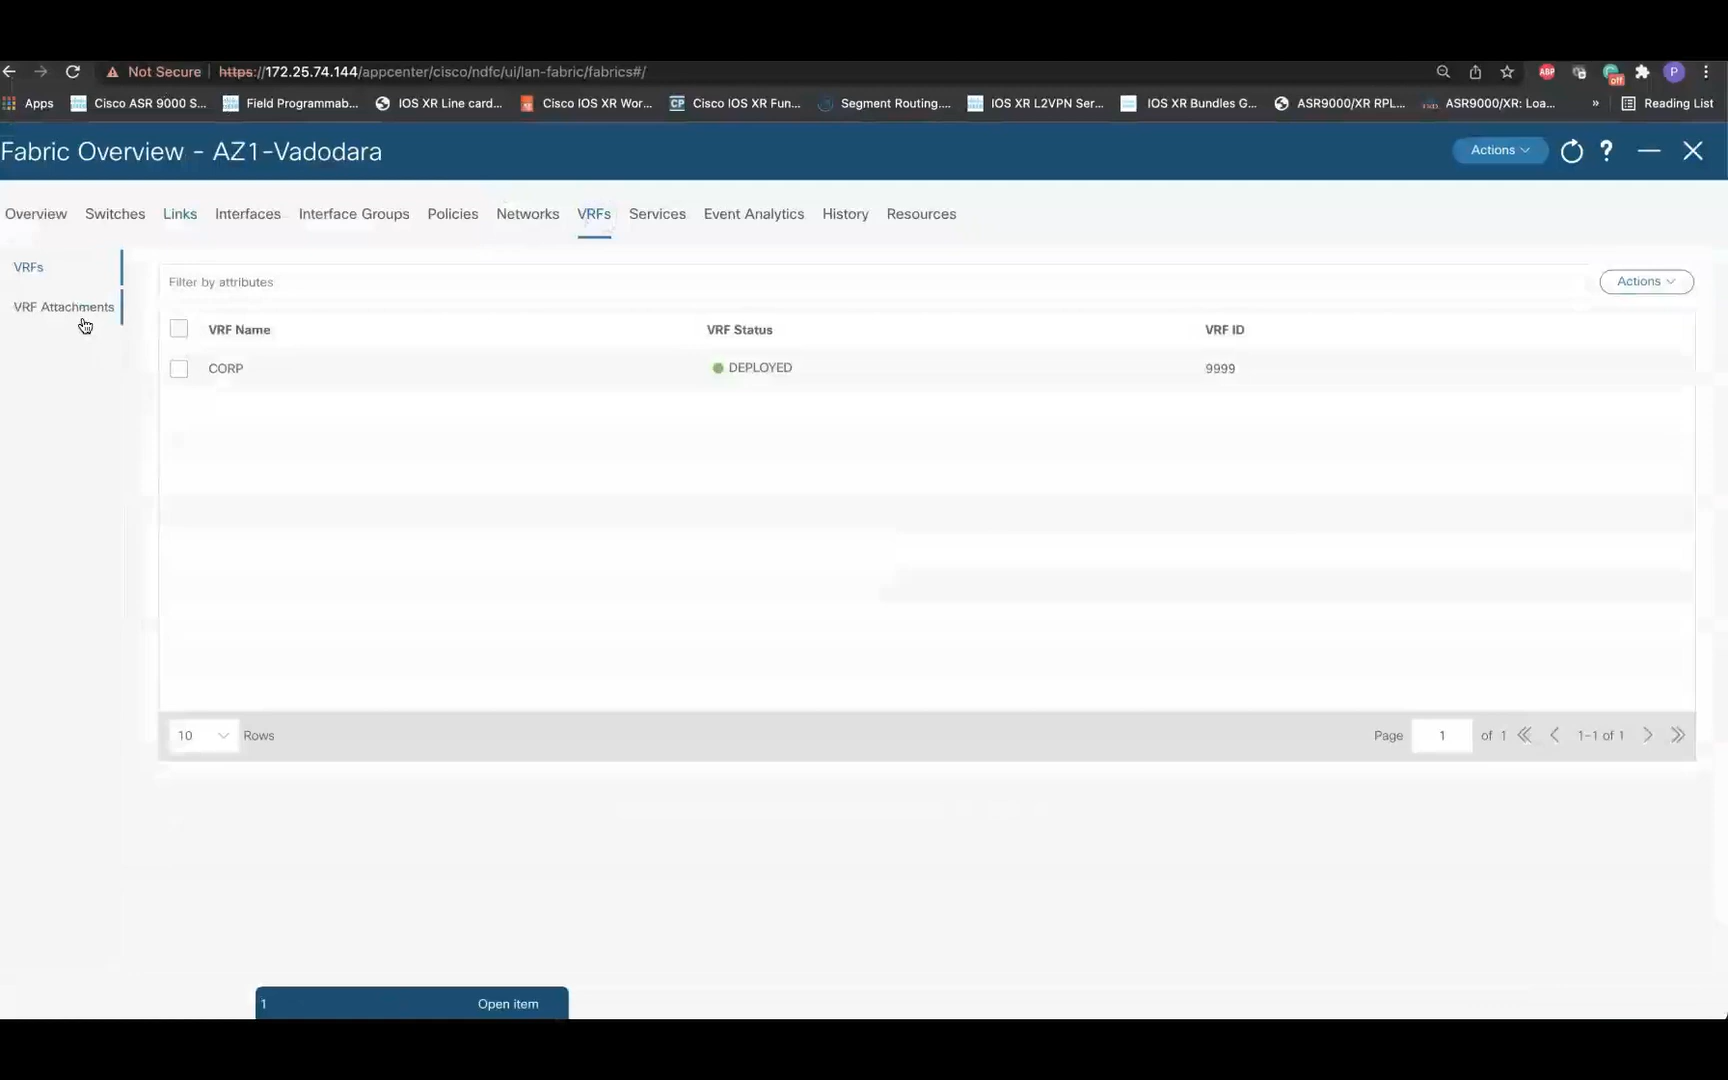 Not Secure https://172.25.74.144/appcenter/cisco/ndfc/ui/lan-fabric/fabrics#/ ABP off P
Apps Cisco ASR 9000 S... Field Programmab... IOS XR Line card... Cisco IOS XR Wor... CP Cisco IOS XR Fun... Segment Routing.... IOS XR L2VPN Ser... IOS XR Bundles G... ASR9000/XR RPL... ASR9000/XR: Loa... » Reading List
Fabric Overview - AZ1-Vadodara Actions ?
Overview Switches Links Interfaces Interface Groups Policies Networks VRFs Services Event Analytics History Resources
VRFs
VRF Attachments
Filter by attributes Actions
VRF Name VRF Status VRF ID
CORP DEPLOYED 9999
10 Rows Page 1 of 1 1-1 of 1
1 Open item